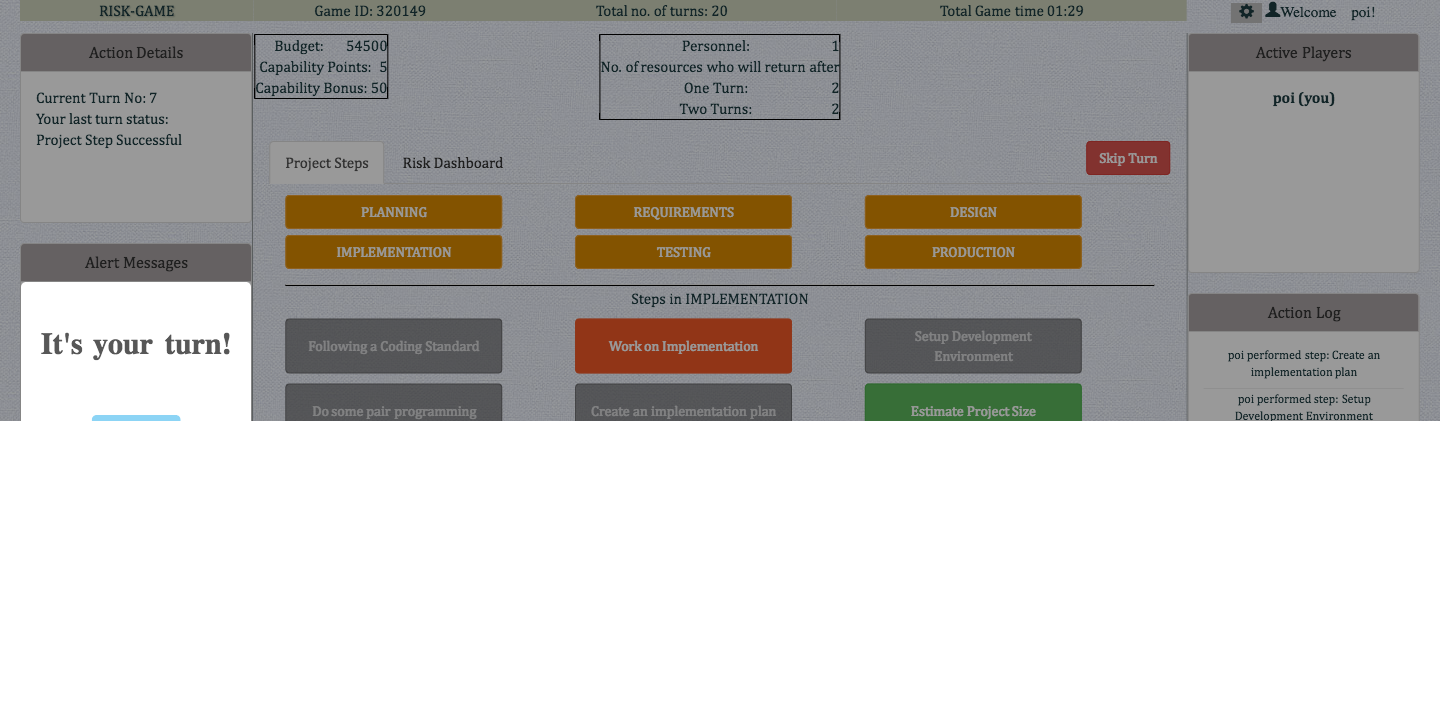 RISK-GAME Game ID: 320149 Total no. of turns: 20 Total Game time 01:29 Welcome poi!
Action Details
Current Turn No: 7
Your last turn status:
Project Step Successful
Alert Messages
It's your turn!
Budget: 54500
Capability Points: 5
Capability Bonus: 50
Personnel: 1
No. of resources who will return after
One Turn: 2
Two Turns: 2
Project Steps Risk Dashboard Skip Turn
PLANNING REQUIREMENTS DESIGN
IMPLEMENTATION TESTING PRODUCTION
Steps in IMPLEMENTATION
Following a Coding Standard
Work on Implementation
Setup Development
Environment
Do some pair programming
Create an implementation plan
Estimate Project Size
Active Players
poi (you)
Action Log
poi performed step: Create an
implementation plan
poi performed step: Setup
Development Environment